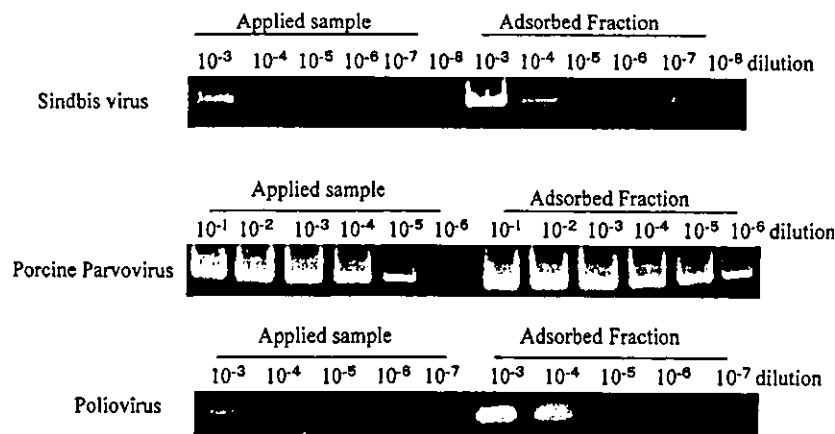 Applied sample Adsorbed Fraction
10-3 10-4 10-5 10-6 10-7 10-8 10-3 10-4 10-5 10-6 10-7 10-8 dilution
Sindbis virus
Applied sample Adsorbed Fraction
10-1 10-2 10-3 10-4 10-5 10-6 10-1 10-2 10-3 10-4 10-5 10-6 dilution
Porcine Parvovirus
Applied sample Adsorbed Fraction
10-3 10-4 10-5 10-6 10-7 10-3 10-4 10-5 10-6 10-7 dilution
Poliovirus